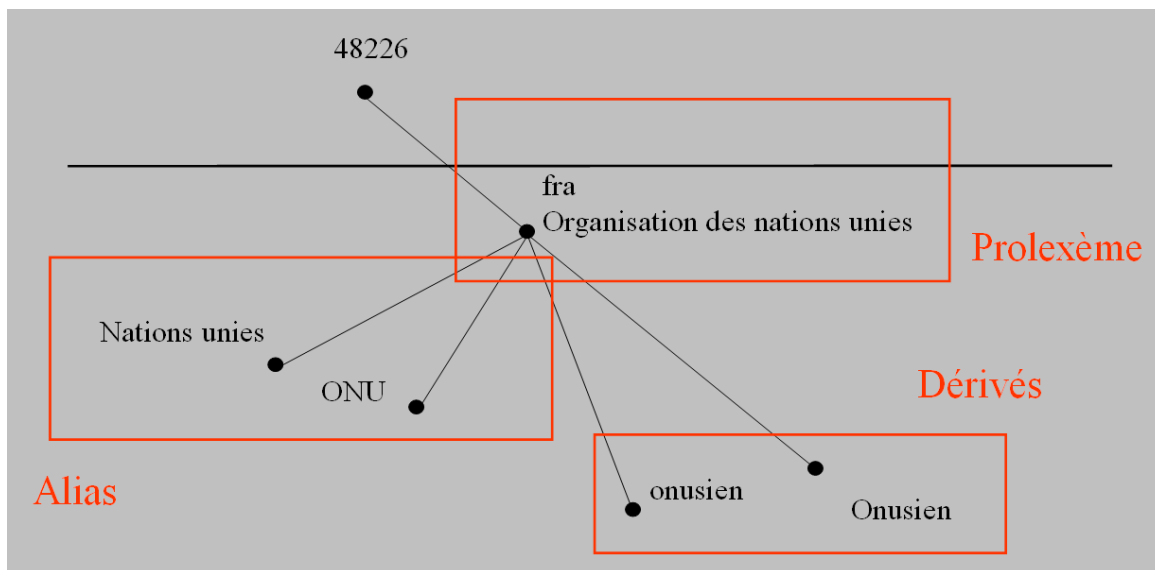 48226
fra
Organisation des nations unies
Prolexème
Nations unies
ONU
Alias
Dérivés
onusien
Onusien